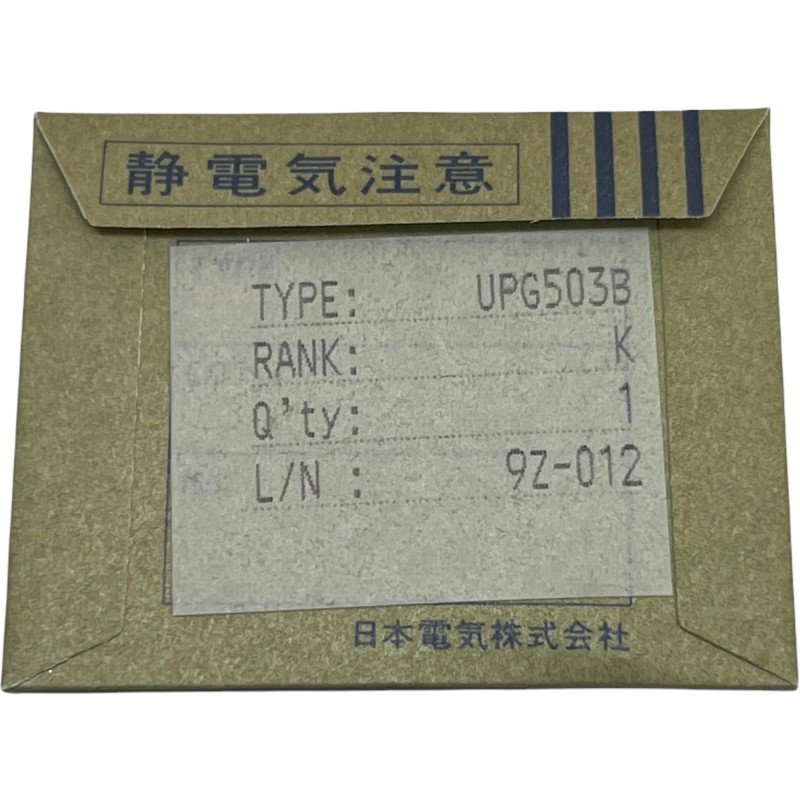 静電気注意
TYPE: UPG503B
RANK: K
Q'ty: 1
L/N : 9Z-012
日本電気株式会社